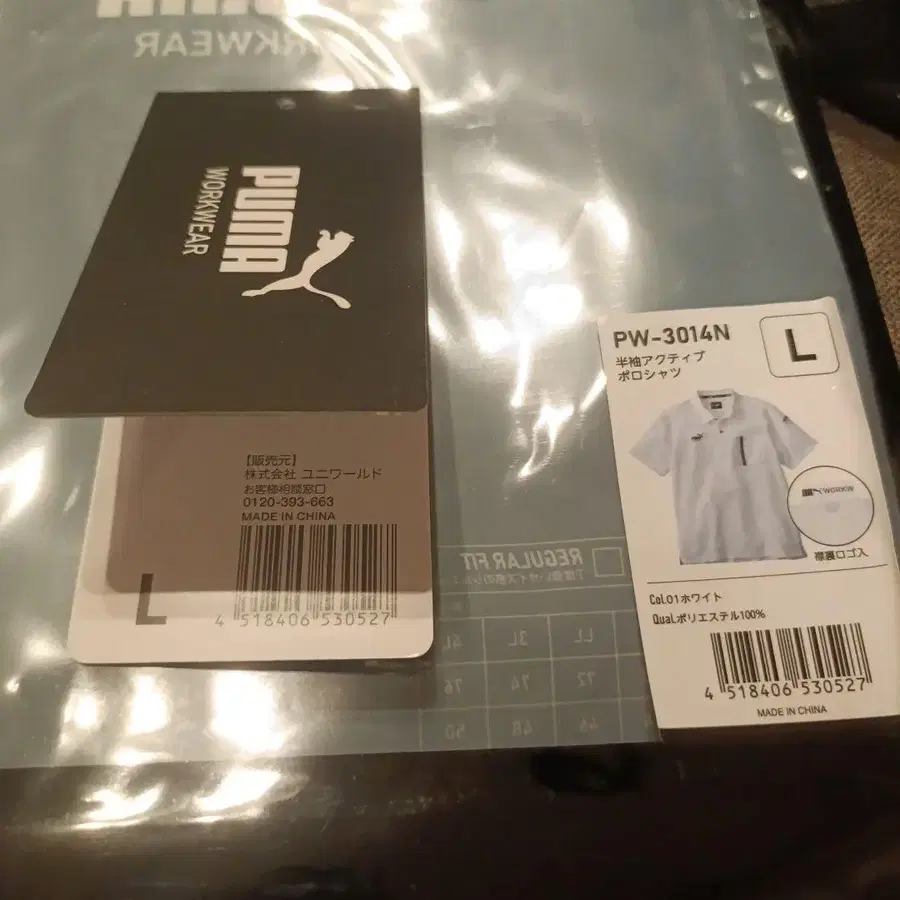 WORKWEAR
PUMA
WORKWEAR
【販売元】
株式会社 ユニワールド
お客様相談窓口
0120-393-663
MADE IN CHINA
L
4 518406 530527
PW-3014N
L
半袖アクティブ
ポロシャツ
WORKW
襟裏ロゴ入
Col.01ホワイト
Qual.ポリエステル100%
4 518406 530527
MADE IN CHINA
REGULAR FIT
LL 3L 4L
72 74 76
46 48 50